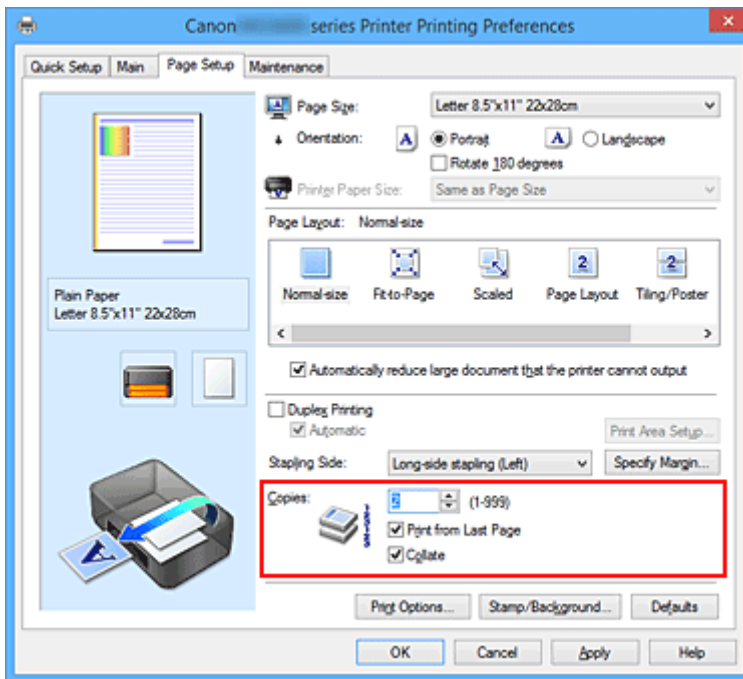 Canon series Printer Printing Preferences
Quick Setup Main Page Setup Maintenance
Page Size: Letter 8.5"x11" 22x28cm
Orientation: A Portrait A Landscape
Rotate 180 degrees
Printer Paper Size: Same as Page Size
Page Layout: Normal-size
2 2
Normal-size Fit-to-Page Scaled Page Layout Tiling/Poster
Plain Paper
Letter 8.5"x11" 22x28cm
Automatically reduce large document that the printer cannot output
Duplex Printing
Automatic
Print Area Setup...
Stapling Side: Long-side stapling (Left) Specify Margin...
Copies: 2 (1-999)
Print from Last Page
Collate
A
Print Options... Stamp/Background... Defaults
OK Cancel Apply Help